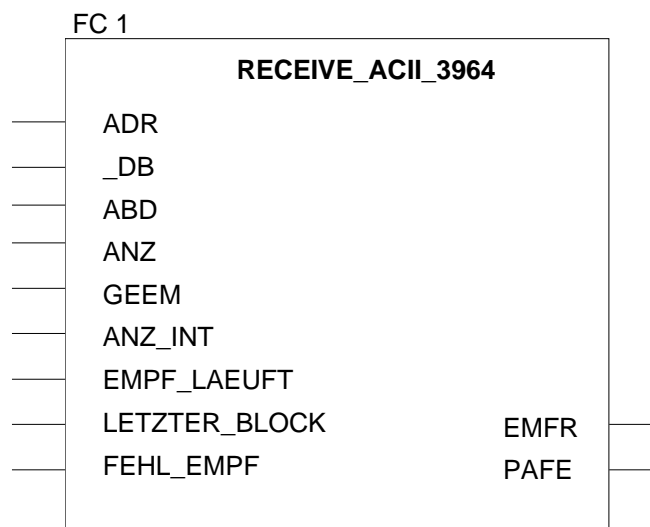 FC 1
RECEIVE_ACII_3964
ADR
_DB
ABD
ANZ
GEEM
ANZ_INT
EMPF_LAEUFT
LETZTER_BLOCK
EMFR
FEHL_EMPF
PAFE